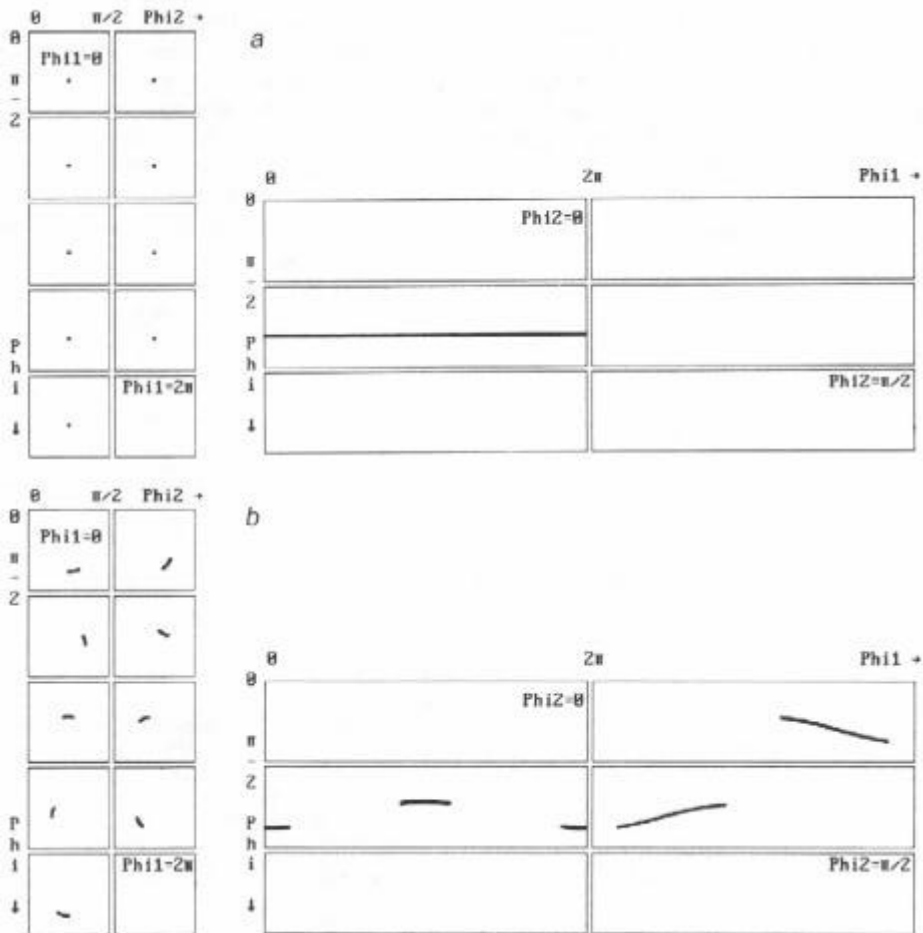 0 π/2 Phi2 →
a
0
Phi1=0
π
–
2
P
h
i
↓
Phi1=2π
0 2π Phi1 →
0
Phi2=0
π
–
2
P
h
i
↓
Phi2=π/2
0 π/2 Phi2 →
b
0
Phi1=0
π
–
2
P
h
i
↓
Phi1=2π
0 2π Phi1 →
0
Phi2=0
π
–
2
P
h
i
↓
Phi2=π/2